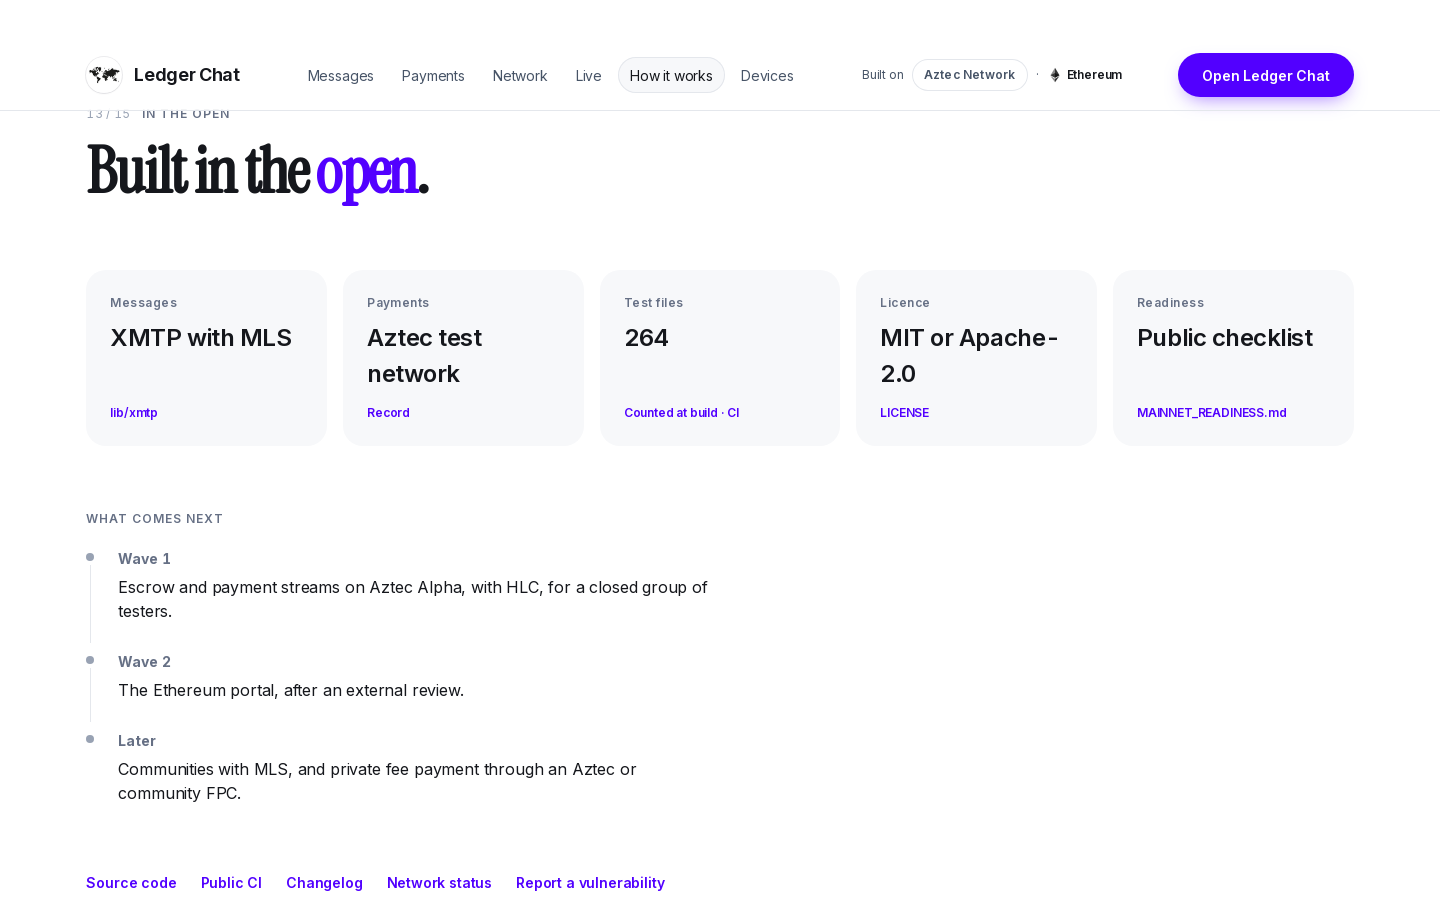 Ledger Chat
Messages
Payments
Network
Live
How it works
Devices
Built on
Aztec Network
·
Ethereum
Open Ledger Chat
13 / 15 IN THE OPEN
Built in the open.
Messages
XMTP with MLS
lib/xmtp
Payments
Aztec test
network
Record
Test files
264
Counted at build · CI
Licence
MIT or Apache-
2.0
LICENSE
Readiness
Public checklist
MAINNET_READINESS.md
WHAT COMES NEXT
Wave 1
Escrow and payment streams on Aztec Alpha, with HLC, for a closed group of
testers.
Wave 2
The Ethereum portal, after an external review.
Later
Communities with MLS, and private fee payment through an Aztec or
community FPC.
Source code
Public CI
Changelog
Network status
Report a vulnerability